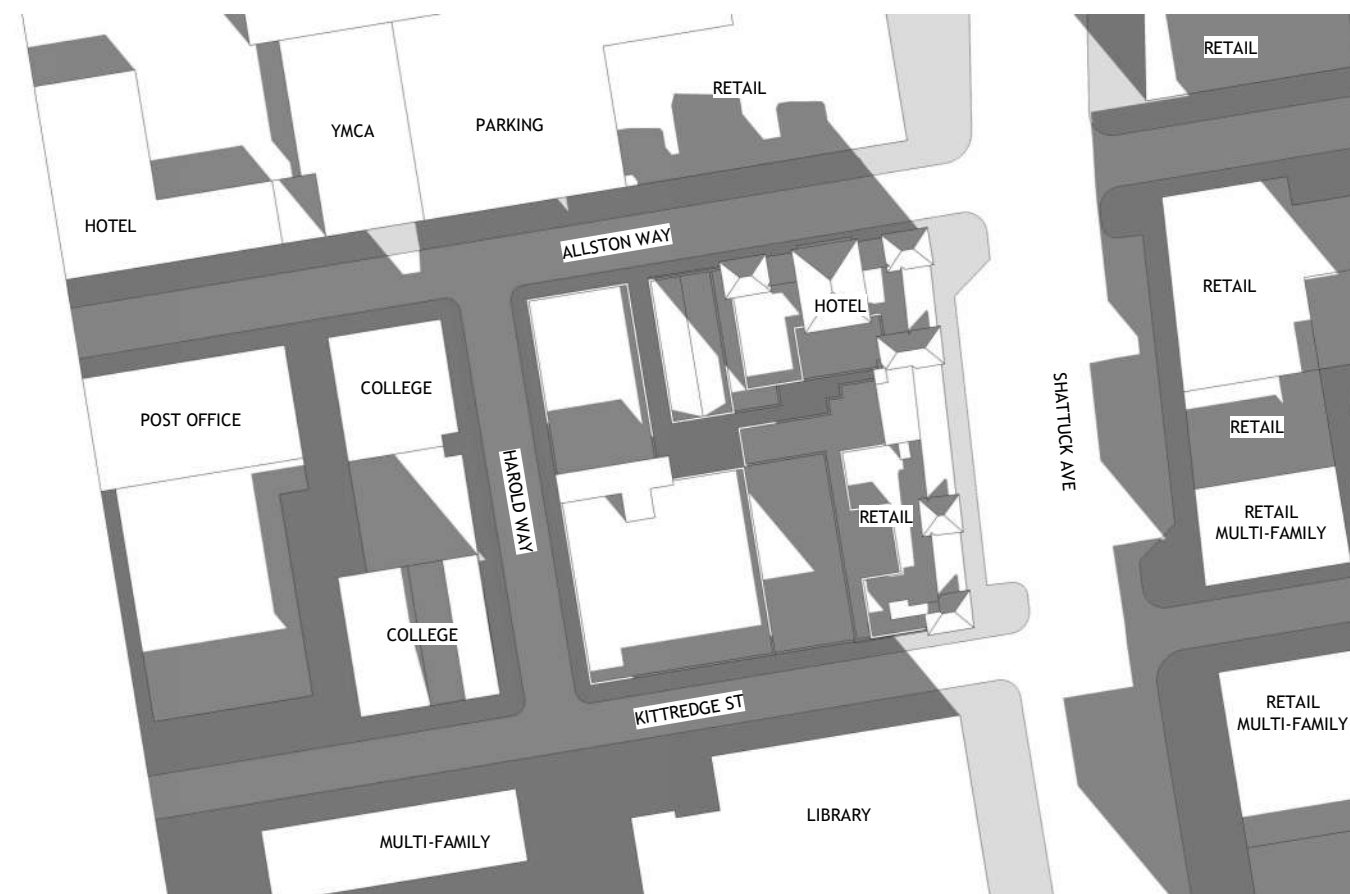 RETAIL
RETAIL
YMCA
PARKING
HOTEL
ALLSTON WAY
RETAIL
HOTEL
COLLEGE
POST OFFICE
SHATTUCK AVE
RETAIL
HAROLD WAY
RETAIL
RETAIL
MULTI-FAMILY
COLLEGE
KITTREDGE ST
RETAIL
MULTI-FAMILY
LIBRARY
MULTI-FAMILY